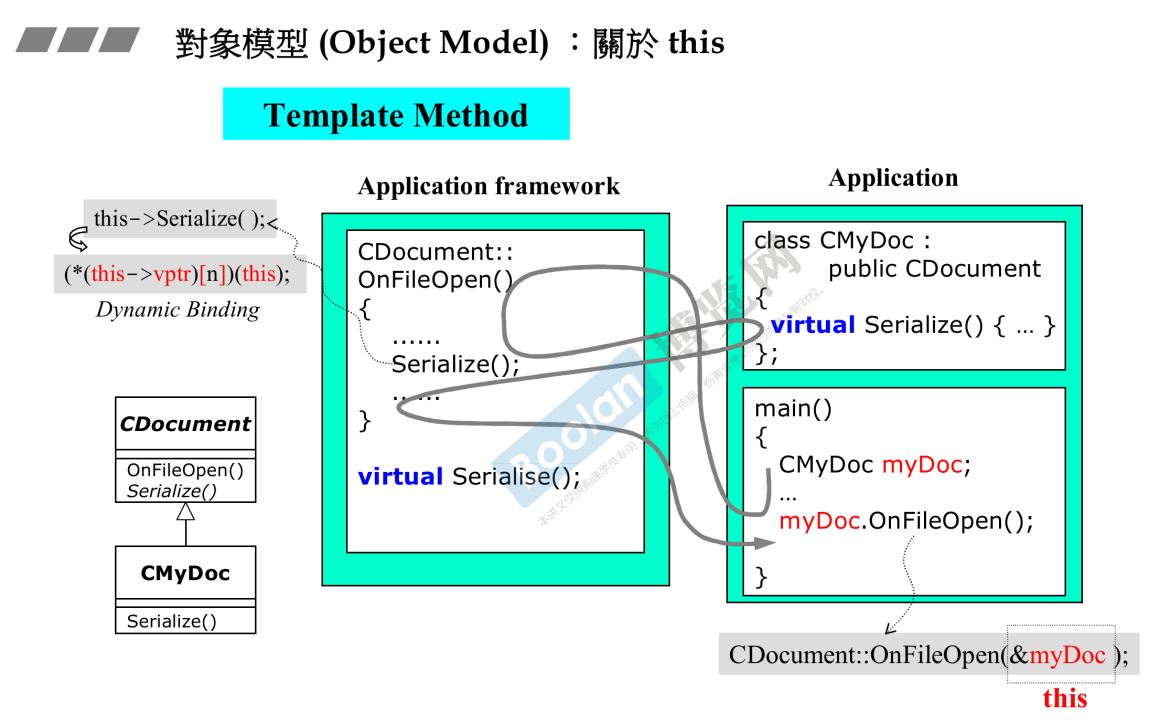 對象模型 (Object Model) ：關於 this
Template Method
Application framework
Application
this->Serialize( );
(*(this->vptr)[n])(this);
Dynamic Binding
CDocument::
OnFileOpen()
{
......
Serialize();
......
}
virtual Serialise();
class CMyDoc :
public CDocument
{
virtual Serialize() { … }
};
main()
{
CMyDoc myDoc;
…
myDoc.OnFileOpen();
}
CDocument
OnFileOpen()
Serialize()
CMyDoc
Serialize()
CDocument::OnFileOpen(&myDoc );
this
Boolan 博览网